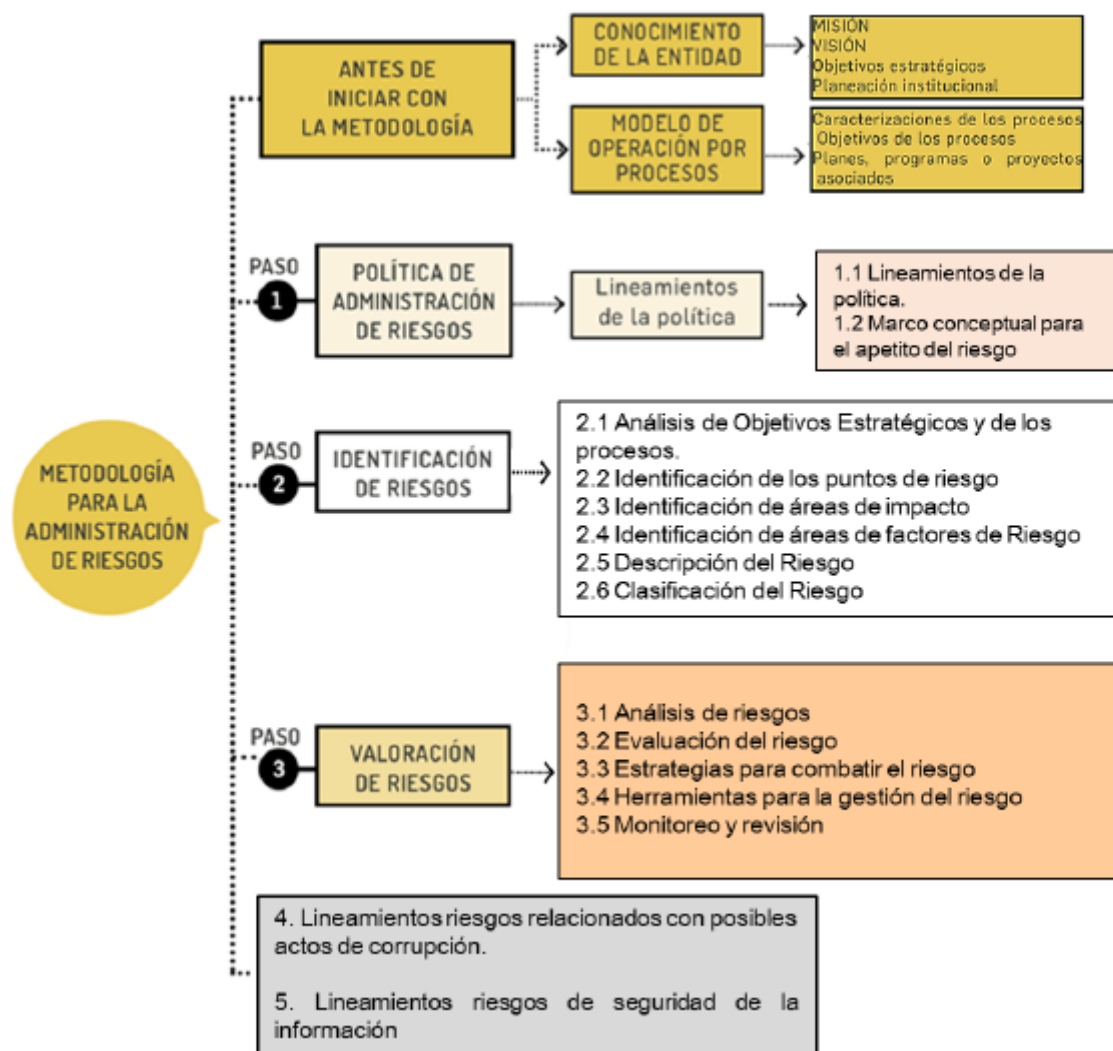 METODOLOGÍA
PARA LA
ADMINISTRACIÓN
DE RIESGOS
ANTES DE
INICIAR CON
LA METODOLOGÍA
CONOCIMIENTO
DE LA ENTIDAD
MISIÓN
VISIÓN
Objetivos estratégicos
Planeación institucional
MODELO DE
OPERACIÓN POR
PROCESOS
Caracterizaciones de los procesos
Objetivos de los procesos
Planes, programas o proyectos
asociados
PASO
1
POLÍTICA DE
ADMINISTRACIÓN
DE RIESGOS
Lineamientos
de la política
1.1 Lineamientos de la
política.
1.2 Marco conceptual para
el apetito del riesgo
PASO
2
IDENTIFICACIÓN
DE RIESGOS
2.1 Análisis de Objetivos Estratégicos y de los
procesos.
2.2 Identificación de los puntos de riesgo
2.3 Identificación de áreas de impacto
2.4 Identificación de áreas de factores de Riesgo
2.5 Descripción del Riesgo
2.6 Clasificación del Riesgo
PASO
3
VALORACIÓN
DE RIESGOS
3.1 Análisis de riesgos
3.2 Evaluación del riesgo
3.3 Estrategias para combatir el riesgo
3.4 Herramientas para la gestión del riesgo
3.5 Monitoreo y revisión
4. Lineamientos riesgos relacionados con posibles
actos de corrupción.
5. Lineamientos riesgos de seguridad de la
información